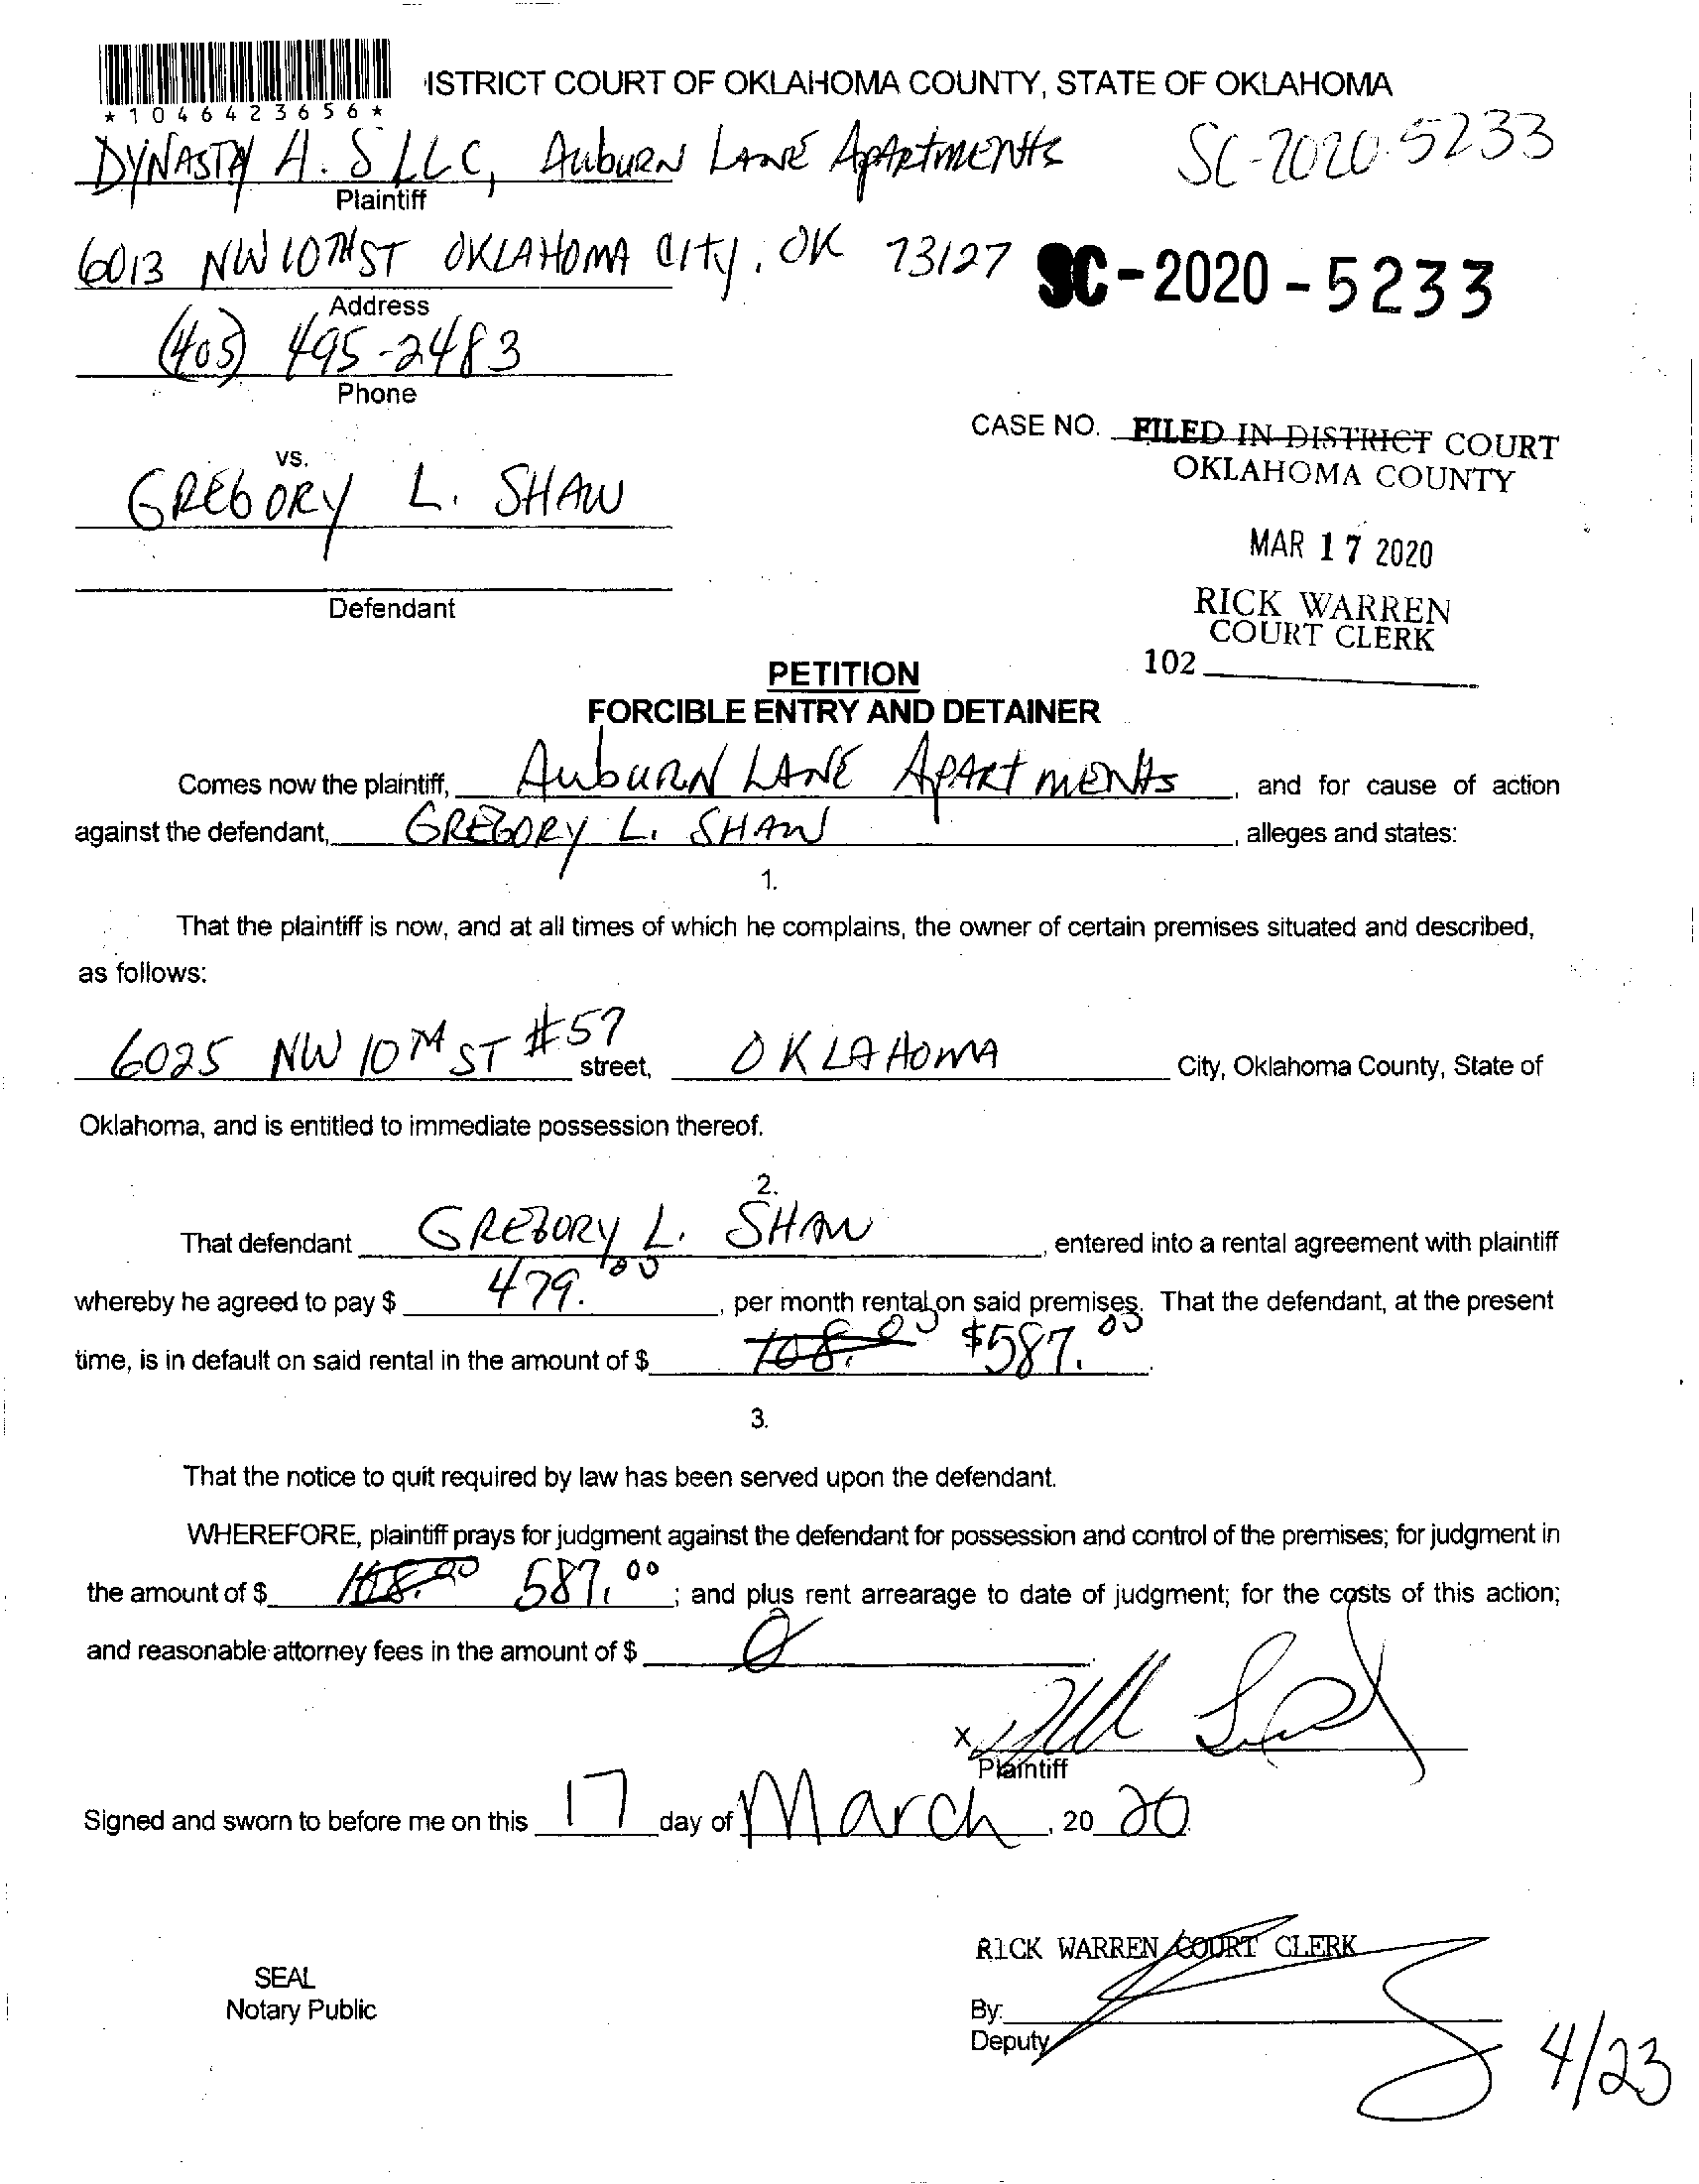 ISTRICT COURT OF OKLAHOMA COUNTY, STATE OF OKLAHOMA
*1046423656*
DYNASTY A. S LLC, AuburN LANE ApARtmENts SC-2020-5233
Plaintiff
6013 NW 10TH ST OKLAHOMA City, OK 73127 SC-2020-5233
Address
(405) 495-2483
Phone
CASE NO. FILED IN DISTRICT COURT
OKLAHOMA COUNTY
vs.
GREGORY L. SHAW
MAR 17 2020
Defendant
RICK WARREN
COURT CLERK
102
PETITION
FORCIBLE ENTRY AND DETAINER
Comes now the plaintiff, AubuRN LANE APARtmENts, and for cause of action
against the defendant, GREGORY L. SHAW, alleges and states:
1.
That the plaintiff is now, and at all times of which he complains, the owner of certain premises situated and described,
as follows:
6025 NW 10TH ST #57 street, OKLAHOMA City, Oklahoma County, State of
Oklahoma, and is entitled to immediate possession thereof.
2.
That defendant GREGORY L. SHAW, entered into a rental agreement with plaintiff
whereby he agreed to pay $ 479.00, per month rental on said premises. That the defendant, at the present
time, is in default on said rental in the amount of $ 108.00 $587.00.
3.
That the notice to quit required by law has been served upon the defendant.
WHEREFORE, plaintiff prays for judgment against the defendant for possession and control of the premises; for judgment in
the amount of $ 108.00 587.00; and plus rent arrearage to date of judgment; for the costs of this action;
and reasonable attorney fees in the amount of $ 0.
X
Plaintiff
Signed and sworn to before me on this 17 day of March, 20 20.
RICK WARREN COURT CLERK
SEAL
Notary Public
By:
Deputy
4/23